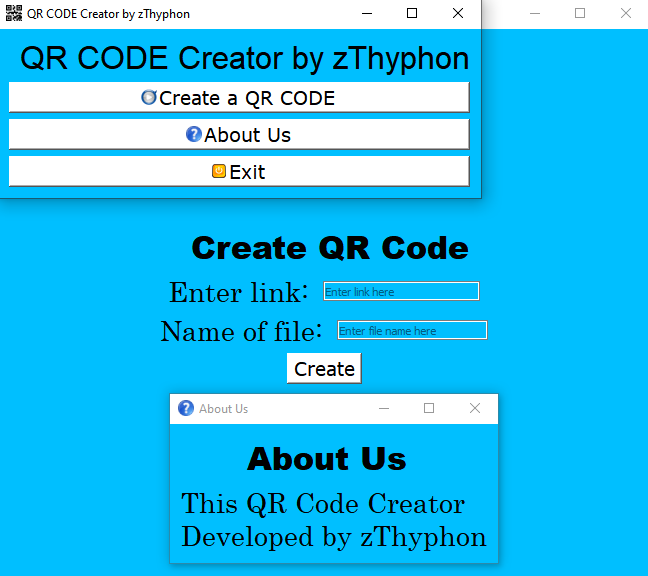 QR CODE Creator by zThyphon
QR CODE Creator by zThyphon
Create a QR CODE
About Us
Exit
Create QR Code
Enter link: Enter link here
Name of file: Enter file name here
Create
About Us
About Us
This QR Code Creator
Developed by zThyphon